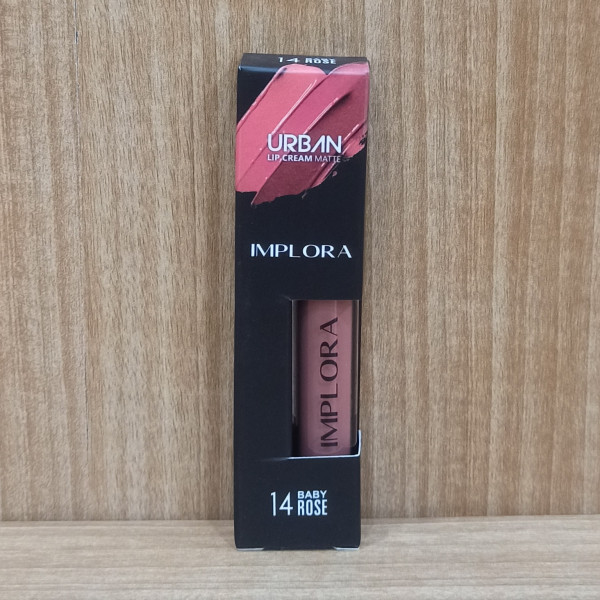 14 ROSE
URBAN
LIP CREAM MATTE
IMPLORA
IMPLORA
14 BABY
ROSE